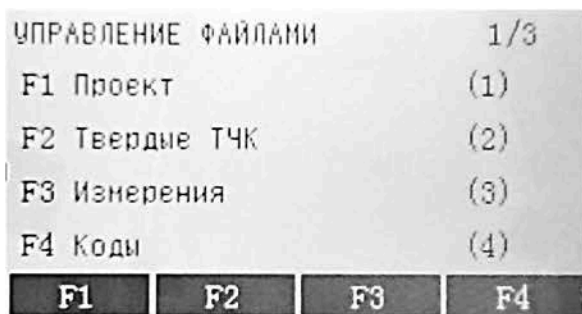 УПРАВЛЕНИЕ ФАЙЛАМИ 1/3
F1 Проект (1)
F2 Твердые ТЧК (2)
F3 Измерения (3)
F4 Коды (4)
F1 F2 F3 F4